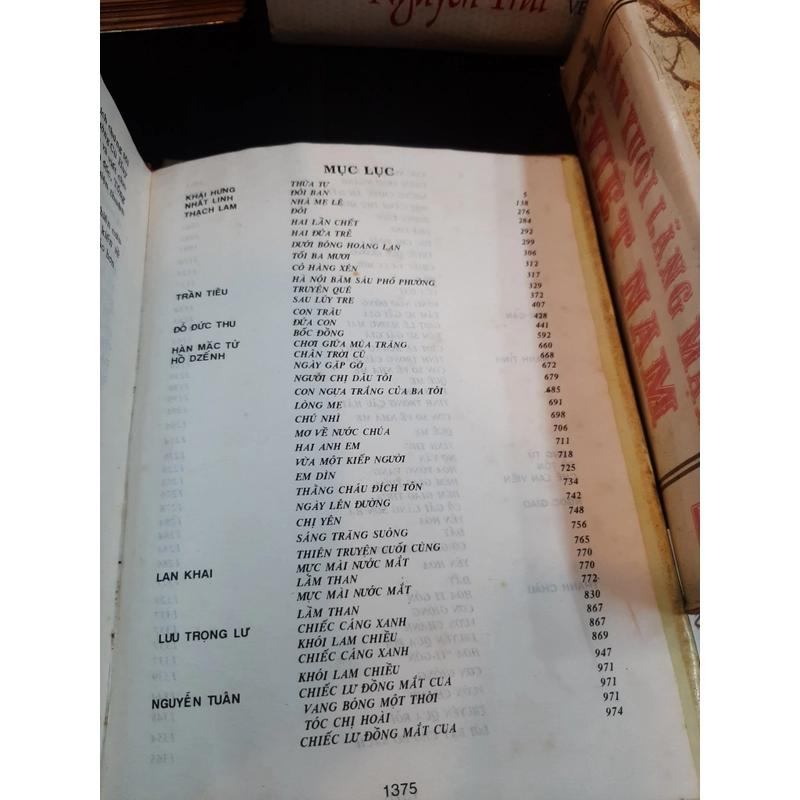 Nguyễn Trãi VỀ
VĂN XUÔI LÃNG MẠN
VIỆT NAM
MỤC LỤC
KHÁI HƯNG THỪA TỰ 5
NHẤT LINH ĐÔI BẠN 138
THẠCH LAM NHÀ MẸ LÊ 276
ĐÓI 284
HAI LẦN CHẾT 292
HAI ĐỨA TRẺ 299
DƯỚI BÓNG HOÀNG LAN 306
TỐI BA MƯƠI 312
CÔ HÀNG XÉN 317
HÀ NỘI BĂM SÁU PHỐ PHƯỜNG 329
TRẦN TIÊU TRUYỆN QUÊ 372
SAU LŨY TRE 407
CON TRÂU 428
ĐỖ ĐỨC THU ĐỨA CON 441
BỐC ĐỒNG 592
HÀN MẶC TỬ CHƠI GIỮA MÙA TRĂNG 660
HỒ DZẾNH CHÂN TRỜI CŨ 668
NGÀY GẶP GỠ 672
NGƯỜI CHỊ DÂU TÔI 679
CON NGỰA TRẮNG CỦA BA TÔI 685
LÒNG MẸ 691
CHÚ NHÌ 698
MƠ VỀ NƯỚC CHÚA 706
HAI ANH EM 711
VỪA MỘT KIẾP NGƯỜI 718
EM DÌN 725
THẰNG CHÁU ĐÍCH TÔN 734
NGÀY LÊN ĐƯỜNG 742
CHỊ YÊN 748
SÁNG TRĂNG SUÔNG 756
THIÊN TRUYỆN CUỐI CÙNG 765
LAN KHAI MỰC MÀI NƯỚC MẮT 770
LẦM THAN 770
MỰC MÀI NƯỚC MẮT 772
LẦM THAN 830
LƯU TRỌNG LƯ CHIẾC CÁNG XANH 867
KHÓI LAM CHIỀU 867
CHIẾC CÁNG XANH 869
KHÓI LAM CHIỀU 947
NGUYỄN TUÂN CHIẾC LƯ ĐỒNG MẮT CUA 971
VANG BÓNG MỘT THỜI 971
TÓC CHỊ HOÀI 971
CHIẾC LƯ ĐỒNG MẮT CUA 974
1375